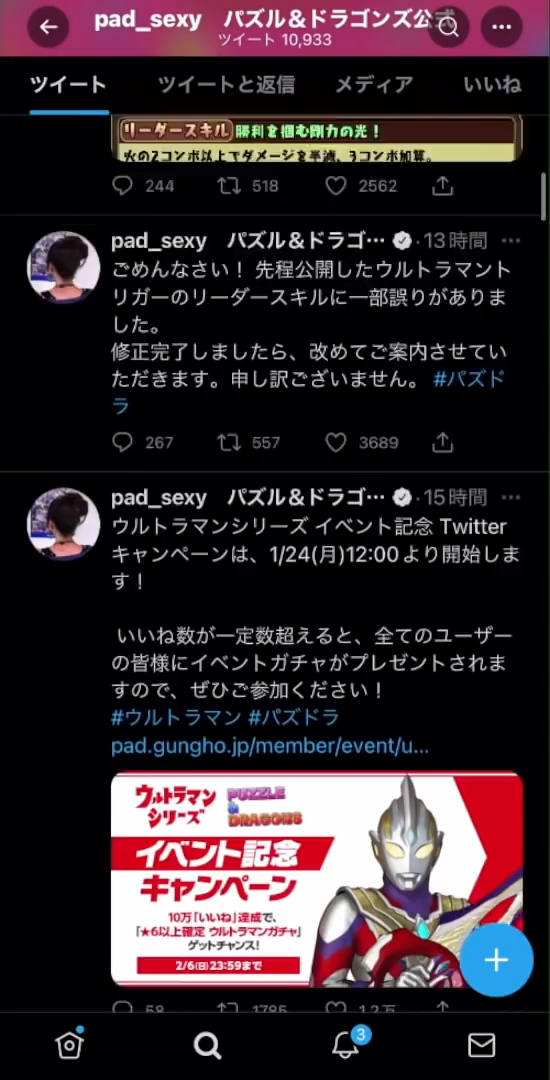 pad_sexy パズル＆ドラゴンズ公式
ツイート 10,933
ツイート ツイートと返信 メディア いいね
リーダースキル 勝利を掴む剛力の光！
火の2コンボ以上でダメージを半減、3コンボ加算。
244 518 2562
pad_sexy パズル＆ドラゴ… · 13時間
ごめんなさい！ 先程公開したウルトラマント
リガーのリーダースキルに一部誤りがありま
した。
修正完了しましたら、改めてご案内させてい
ただきます。申し訳ございません。 #パズド
ラ
267 557 3689
pad_sexy パズル＆ドラゴ… · 15時間
ウルトラマンシリーズ イベント記念 Twitter
キャンペーンは、1/24(月)12:00より開始しま
す！
いいね数が一定数超えると、全てのユーザー
の皆様にイベントガチャがプレゼントされま
すので、ぜひご参加ください！
#ウルトラマン #パズドラ
pad.gungho.jp/member/event/u...
ウルトラマン
シリーズ
PUZZLE
&
DRAGONS
イベント記念
キャンペーン
10万「いいね」達成で、
「★6以上確定 ウルトラマンガチャ」
ゲットチャンス！
2/6(日)23:59まで
58 1785 1.2万
3